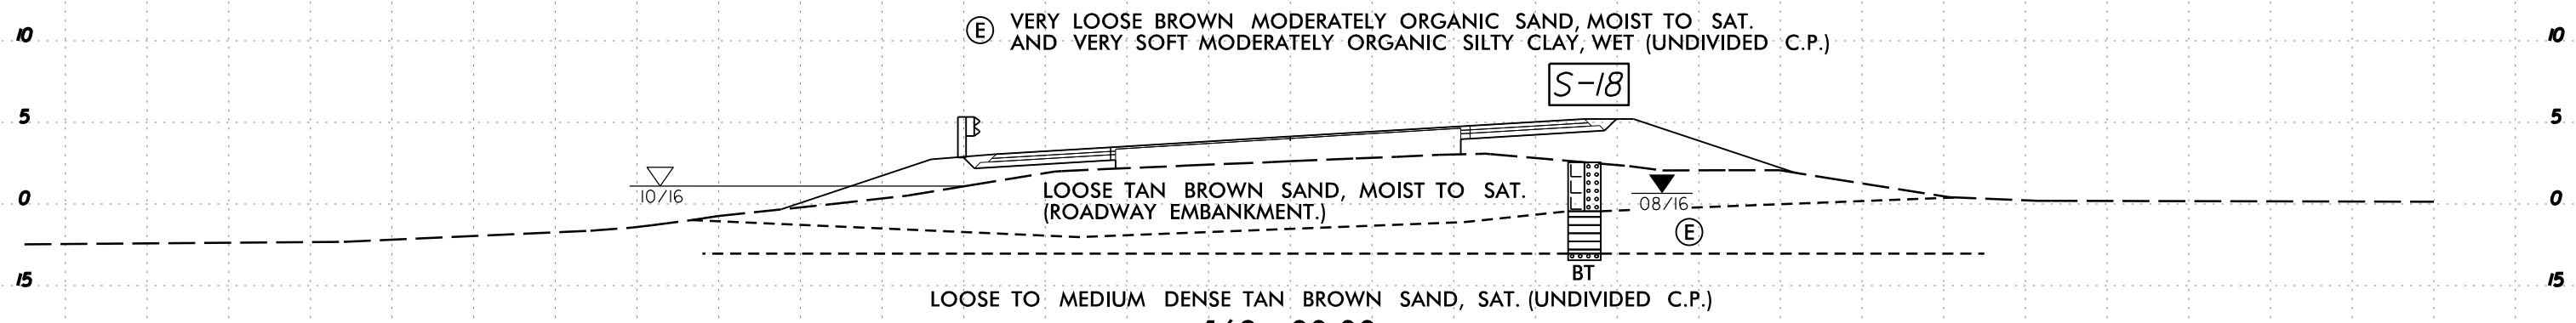 Ⓔ VERY LOOSE BROWN MODERATELY ORGANIC SAND, MOIST TO SAT.
AND VERY SOFT MODERATELY ORGANIC SILTY CLAY, WET (UNDIVIDED C.P.)
10 10
S-18
5 5
10/16
LOOSE TAN BROWN SAND, MOIST TO SAT.
(ROADWAY EMBANKMENT.)
08/16
0 0
Ⓔ
BT
15 15
LOOSE TO MEDIUM DENSE TAN BROWN SAND, SAT. (UNDIVIDED C.P.)